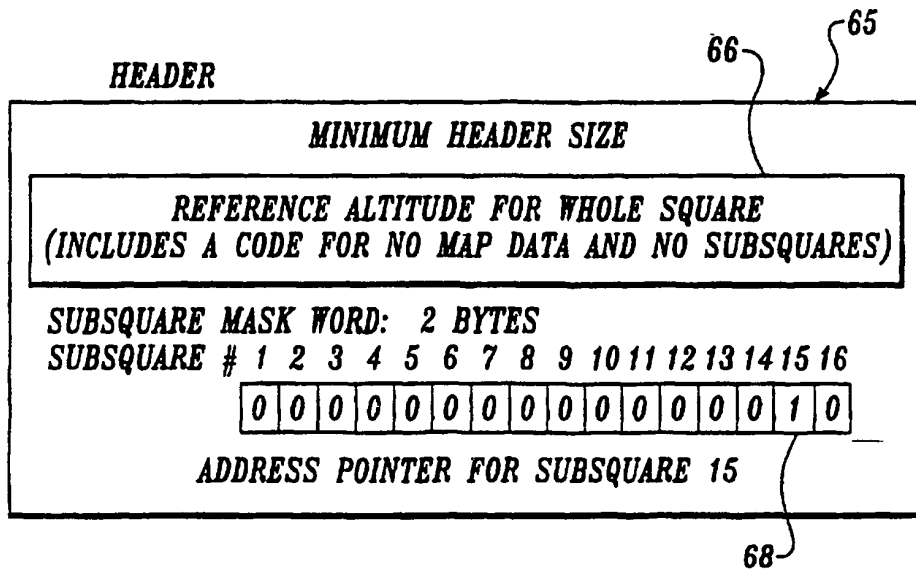 65
66
HEADER
MINIMUM HEADER SIZE
REFERENCE ALTITUDE FOR WHOLE SQUARE
(INCLUDES A CODE FOR NO MAP DATA AND NO SUBSQUARES)
SUBSQUARE MASK WORD: 2 BYTES
SUBSQUARE # 1 2 3 4 5 6 7 8 9 10 11 12 13 14 15 16
0 0 0 0 0 0 0 0 0 0 0 0 0 0 1 0
ADDRESS POINTER FOR SUBSQUARE 15
68